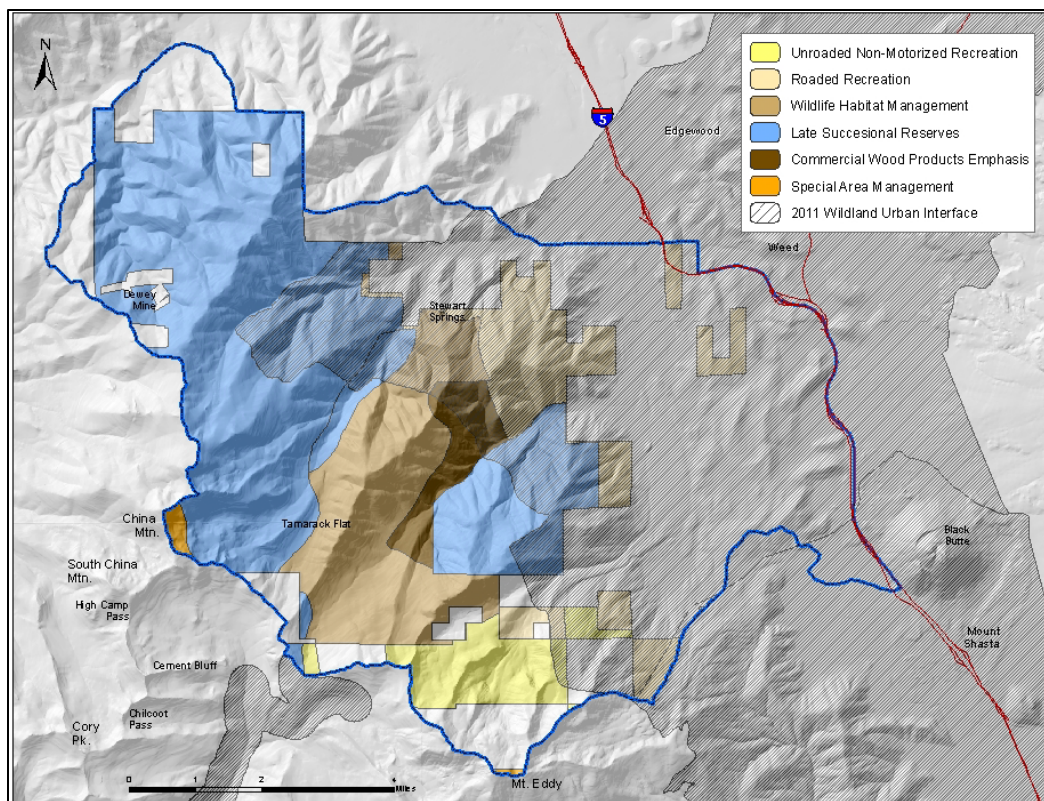 N
Unroaded Non-Motorized Recreation
Roaded Recreation
Wildlife Habitat Management
Late Succesional Reserves
Commercial Wood Products Emphasis
Special Area Management
2011 Wildland Urban Interface
5
Edgewood
Weed
Dewey
Mine
Stewart
Springs
China
Mtn.
Tamarack Flat
Black
Butte
South China
Mtn.
High Camp
Pass
Mount
Shasta
Cement Bluff
Chilcoot
Pass
Cory
Pk.
0 1 2 4
Miles
Mt. Eddy